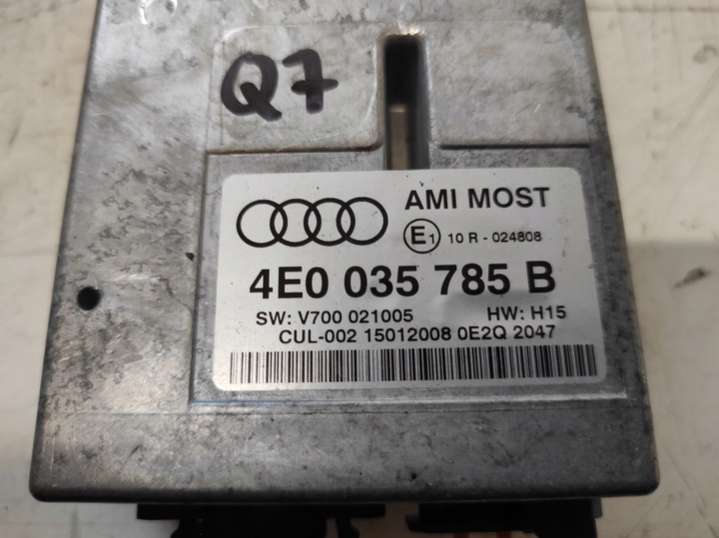 Q7
AMI MOST
E1 10 R - 024808
4E0 035 785 B
SW: V700 021005 HW: H15
CUL-002 15012008 0E2Q 2047